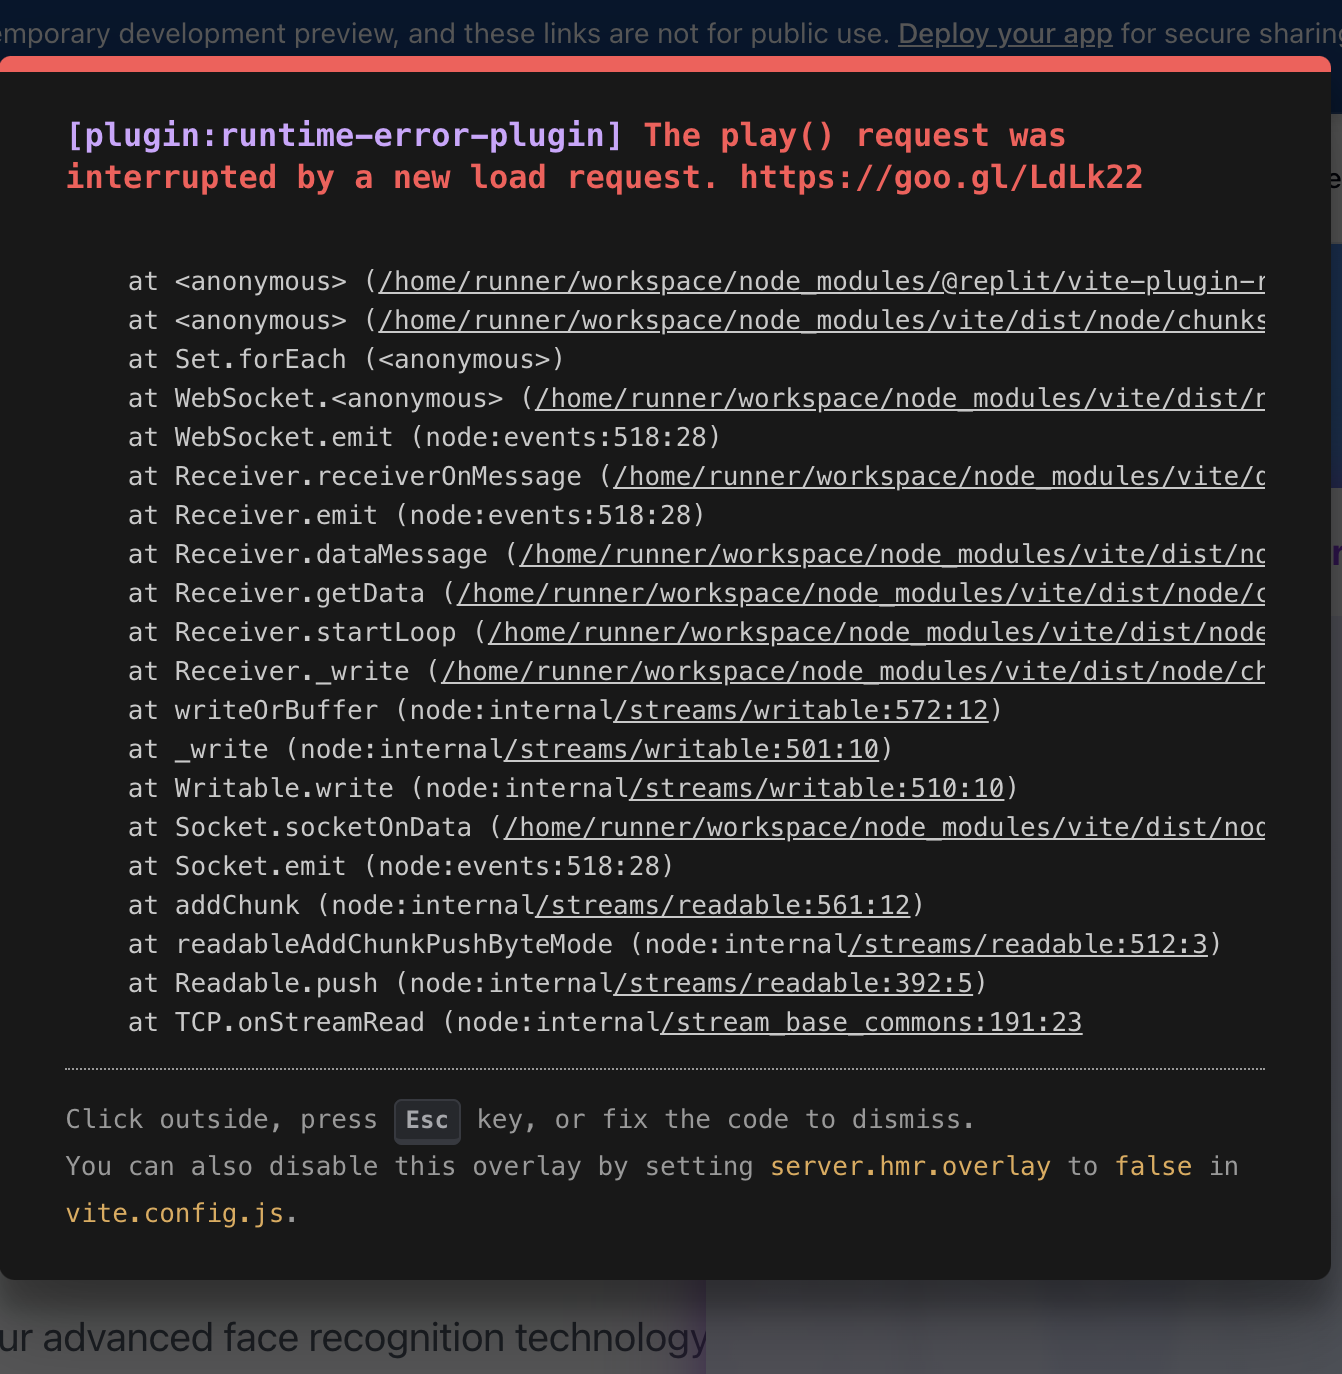 temporary development preview, and these links are not for public use. Deploy your app for secure sharing
[plugin:runtime-error-plugin] The play() request was
interrupted by a new load request. https://goo.gl/LdLk22
at <anonymous> (/home/runner/workspace/node_modules/@replit/vite-plugin-r
at <anonymous> (/home/runner/workspace/node_modules/vite/dist/node/chunks
at Set.forEach (<anonymous>)
at WebSocket.<anonymous> (/home/runner/workspace/node_modules/vite/dist/n
at WebSocket.emit (node:events:518:28)
at Receiver.receiverOnMessage (/home/runner/workspace/node_modules/vite/d
at Receiver.emit (node:events:518:28)
at Receiver.dataMessage (/home/runner/workspace/node_modules/vite/dist/no
at Receiver.getData (/home/runner/workspace/node_modules/vite/dist/node/c
at Receiver.startLoop (/home/runner/workspace/node_modules/vite/dist/node
at Receiver._write (/home/runner/workspace/node_modules/vite/dist/node/ch
at writeOrBuffer (node:internal/streams/writable:572:12)
at _write (node:internal/streams/writable:501:10)
at Writable.write (node:internal/streams/writable:510:10)
at Socket.socketOnData (/home/runner/workspace/node_modules/vite/dist/nod
at Socket.emit (node:events:518:28)
at addChunk (node:internal/streams/readable:561:12)
at readableAddChunkPushByteMode (node:internal/streams/readable:512:3)
at Readable.push (node:internal/streams/readable:392:5)
at TCP.onStreamRead (node:internal/stream_base_commons:191:23
Click outside, press Esc key, or fix the code to dismiss.
You can also disable this overlay by setting server.hmr.overlay to false in
vite.config.js.
ur advanced face recognition technology